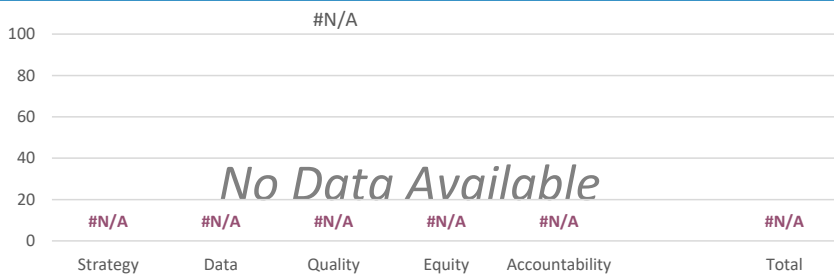 #N/A
100
80
60
40
No Data Available
20
#N/A #N/A #N/A #N/A #N/A #N/A
0
Strategy Data Quality Equity Accountability Total